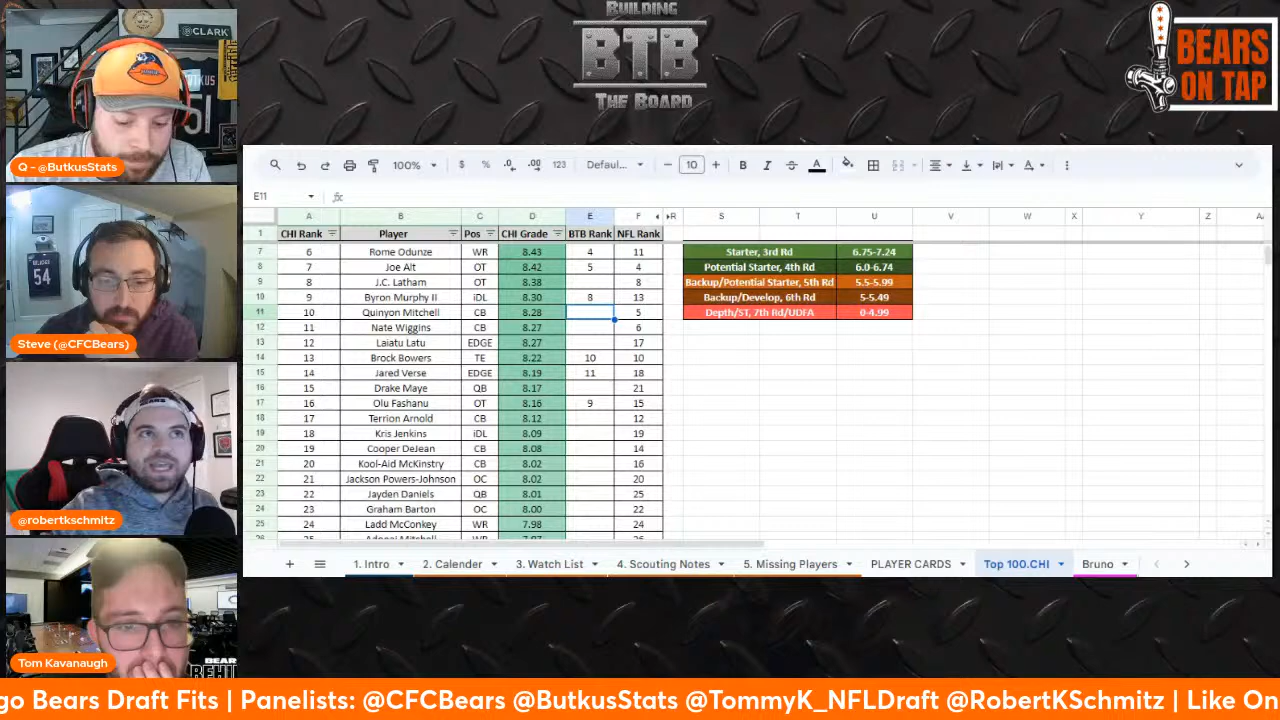 CLARK
BUTKUS
51
Q - @ButkusStats
54
Steve (@CFCBears)
@robertkschmitz
BEAR
BEHIN
Tom Kavanaugh
BUILDING
BTB
THE BOARD
BEARS
ON TAP
100% $ % .0 .00 123 Defaul... − 10 + B I S A
E11 fx
A B C D E F R S T U V W X Y Z
1 CHI Rank Player Pos CHI Grade BTB Rank NFL Rank
7 6 Rome Odunze WR 8.43 4 11 Starter, 3rd Rd 6.75-7.24
8 7 Joe Alt OT 8.42 5 4 Potential Starter, 4th Rd 6.0-6.74
9 8 J.C. Latham OT 8.38 8 Backup/Potential Starter, 5th Rd 5.5-5.99
10 9 Byron Murphy II iDL 8.30 8 13 Backup/Develop, 6th Rd 5-5.49
11 10 Quinyon Mitchell CB 8.28 5 Depth/ST, 7th Rd/UDFA 0-4.99
12 11 Nate Wiggins CB 8.27 6
13 12 Laiatu Latu EDGE 8.27 17
14 13 Brock Bowers TE 8.22 10 10
15 14 Jared Verse EDGE 8.19 11 18
16 15 Drake Maye QB 8.17 21
17 16 Olu Fashanu OT 8.16 9 15
18 17 Terrion Arnold CB 8.12 12
19 18 Kris Jenkins iDL 8.09 19
20 19 Cooper DeJean CB 8.08 14
21 20 Kool-Aid McKinstry CB 8.02 16
22 21 Jackson Powers-Johnson OC 8.02 20
23 22 Jayden Daniels QB 8.01 25
24 23 Graham Barton OC 8.00 22
25 24 Ladd McConkey WR 7.98 24
1. Intro 2. Calender 3. Watch List 4. Scouting Notes 5. Missing Players PLAYER CARDS Top 100.CHI Bruno
go Bears Draft Fits | Panelists: @CFCBears @ButkusStats @TommyK_NFLDraft @RobertKSchmitz | Like On